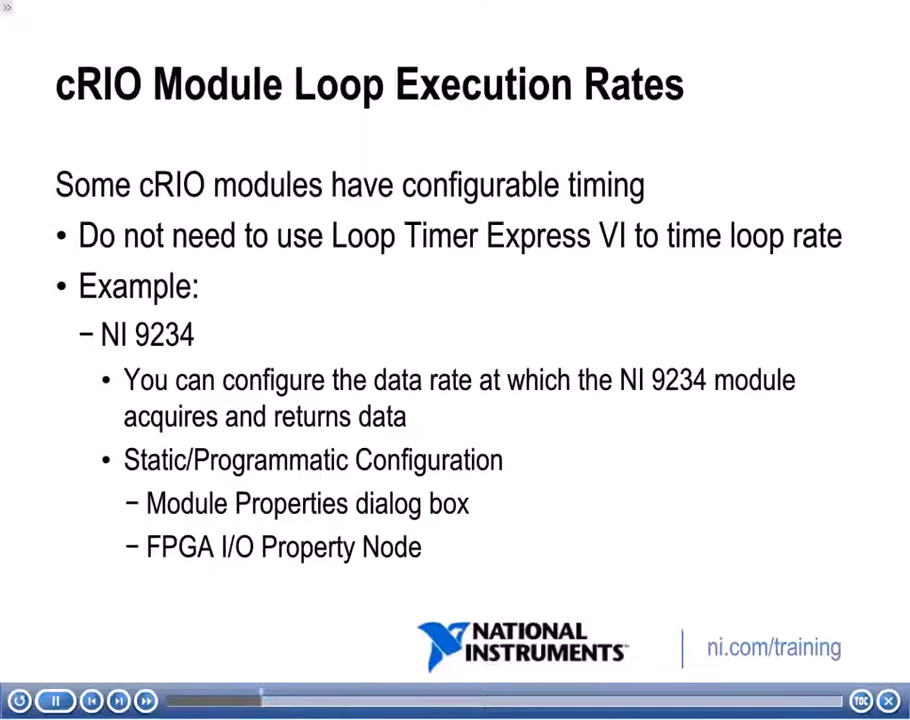 »
cRIO Module Loop Execution Rates
Some cRIO modules have configurable timing
• Do not need to use Loop Timer Express VI to time loop rate
• Example:
− NI 9234
• You can configure the data rate at which the NI 9234 module
acquires and returns data
• Static/Programmatic Configuration
− Module Properties dialog box
− FPGA I/O Property Node
NATIONAL
INSTRUMENTS™
ni.com/training
TOC